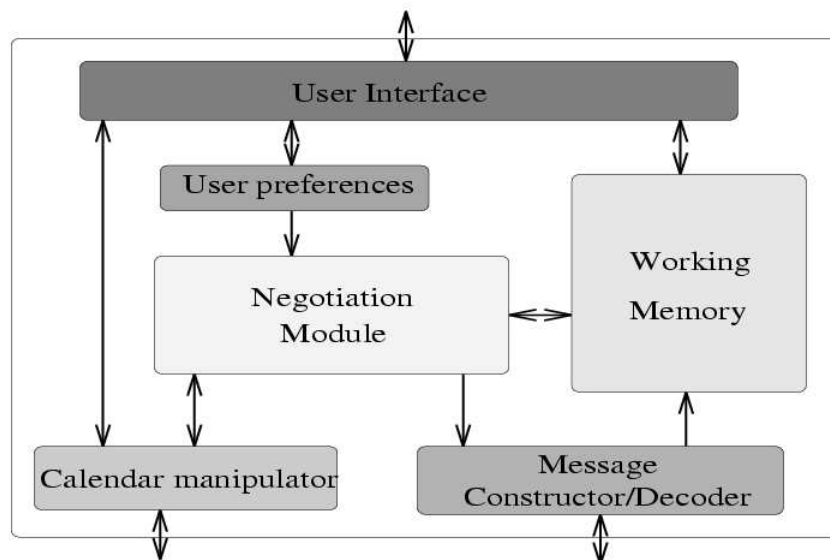 User Interface
User preferences
Negotiation
Module
Working
Memory
Calendar manipulator
Message
Constructor/Decoder